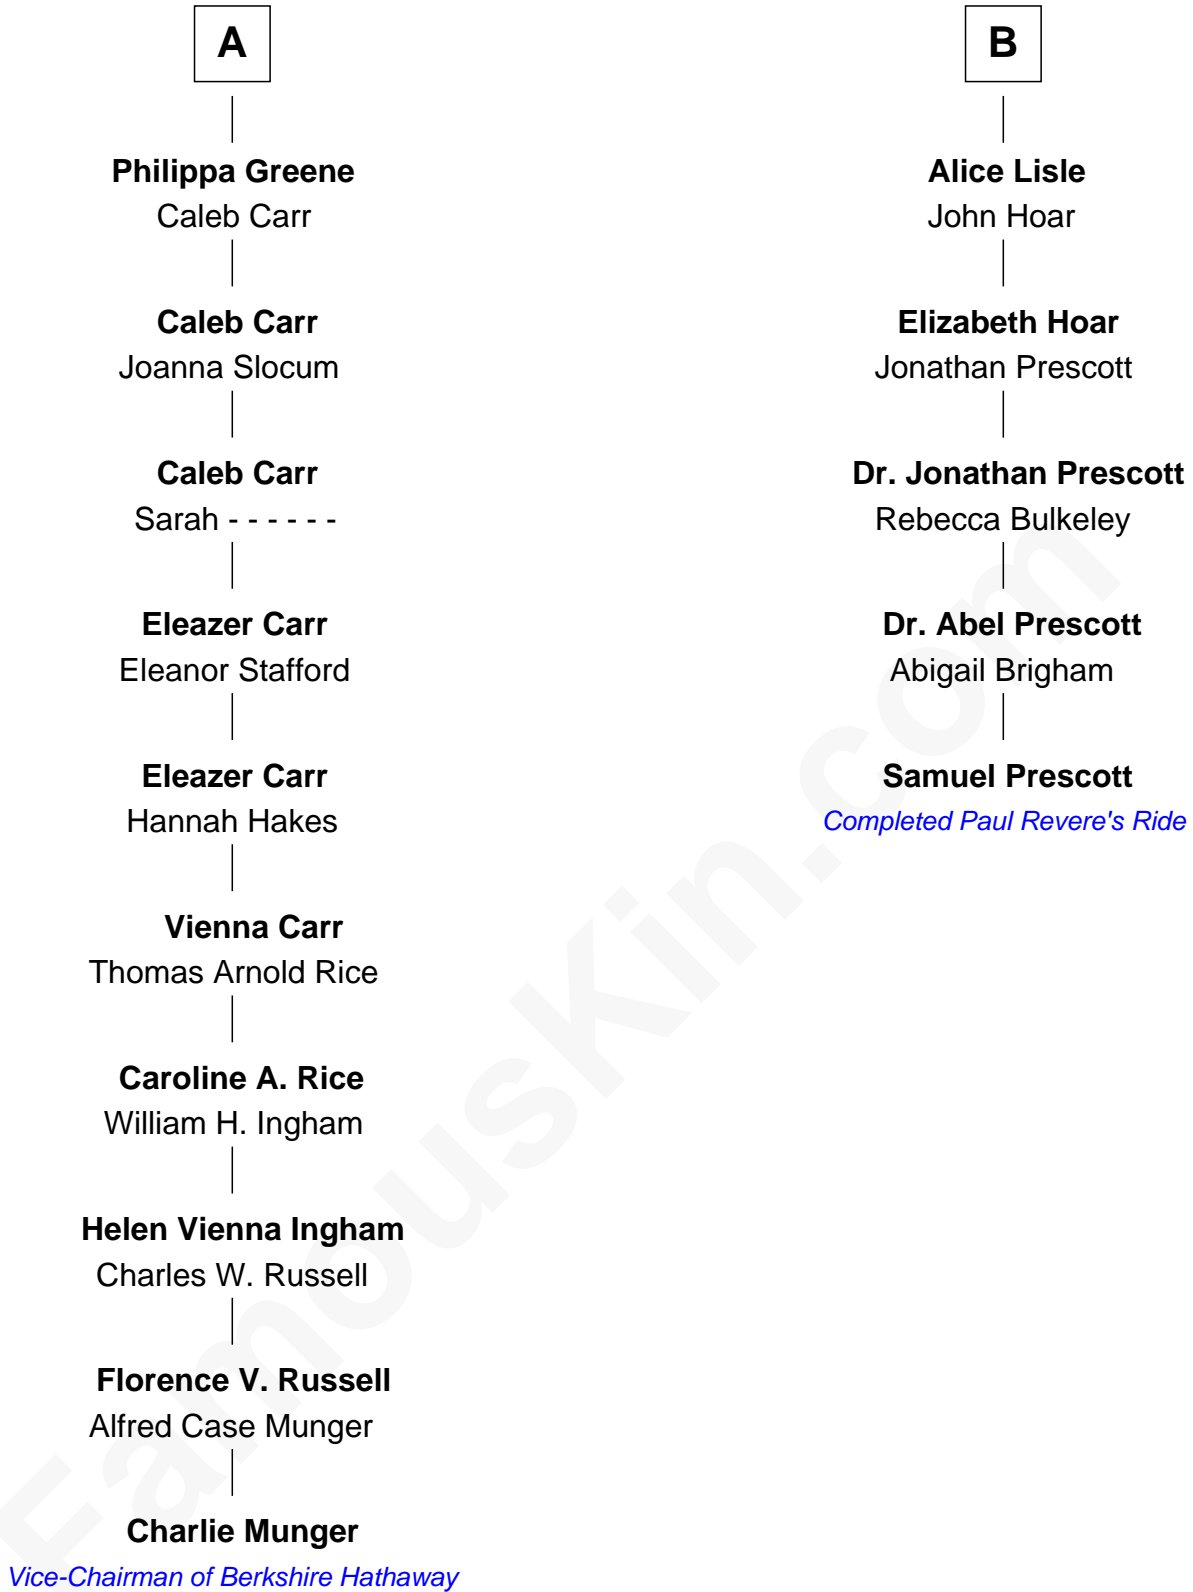 A
Philippa Greene
Caleb Carr
Caleb Carr
Joanna Slocum
Caleb Carr
Sarah - - - - - -
Eleazer Carr
Eleanor Stafford
Eleazer Carr
Hannah Hakes
Vienna Carr
Thomas Arnold Rice
Caroline A. Rice
William H. Ingham
Helen Vienna Ingham
Charles W. Russell
Florence V. Russell
Alfred Case Munger
Charlie Munger
Vice-Chairman of Berkshire Hathaway
B
Alice Lisle
John Hoar
Elizabeth Hoar
Jonathan Prescott
Dr. Jonathan Prescott
Rebecca Bulkeley
Dr. Abel Prescott
Abigail Brigham
Samuel Prescott
Completed Paul Revere's Ride
FamousKin.com